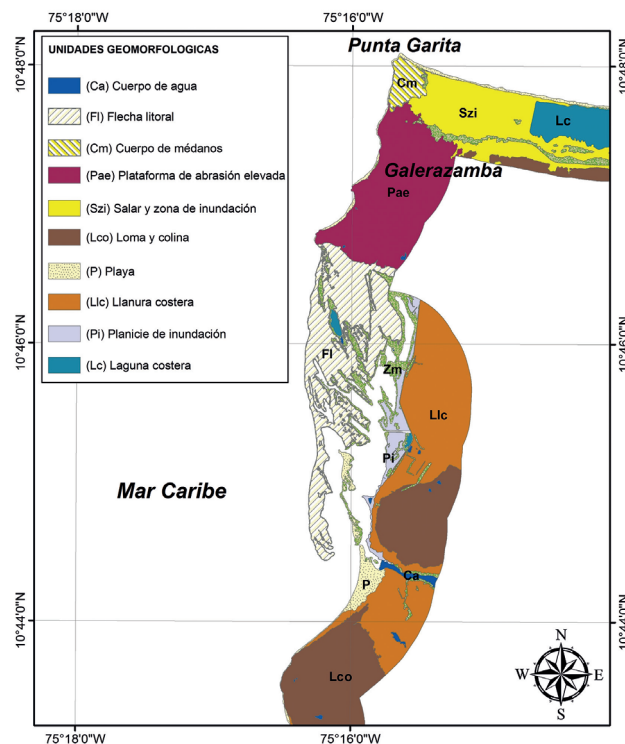 75°18'0"W
75°16'0"W
10°48'0"N
10°48'0"N
Punta Garita
UNIDADES GEOMORFOLOGICAS
(Ca) Cuerpo de agua
(Fl) Flecha litoral
(Cm) Cuerpo de médanos
(Pae) Plataforma de abrasión elevada
(Szi) Salar y zona de inundación
(Lco) Loma y colina
(P) Playa
(Llc) Llanura costera
(Pi) Planicie de inundación
(Lc) Laguna costera
Cm
Szi
Lc
Galerazamba
Pae
10°46'0"N
10°46'0"N
Fl
Zm
Llc
Pi
Mar Caribe
Ca
P
10°44'0"N
10°44'0"N
Lco
N
W
E
S
75°18'0"W
75°16'0"W